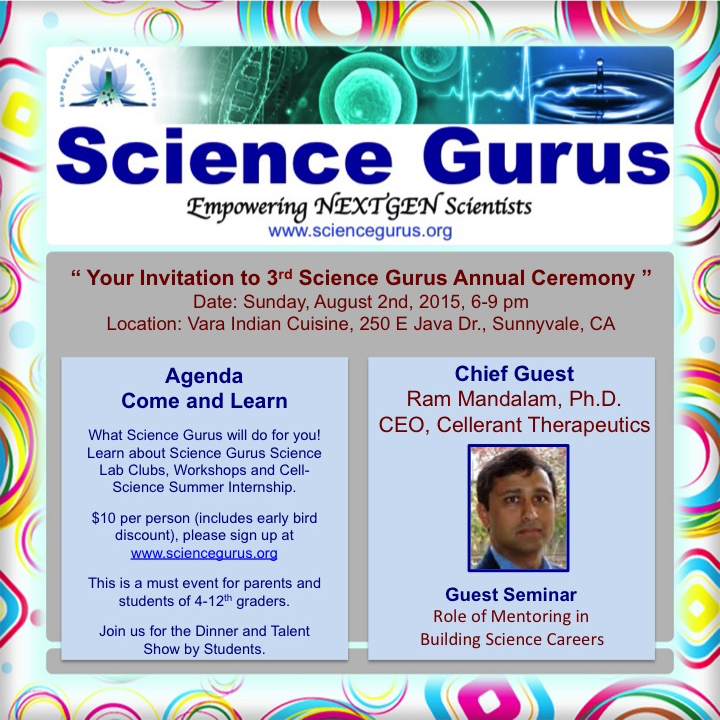 EMPOWERING NEXTGEN SCIENTISTS
Science Gurus
Empowering NEXTGEN Scientists
www.sciencegurus.org
“ Your Invitation to 3rd Science Gurus Annual Ceremony ”
Date: Sunday, August 2nd, 2015, 6-9 pm
Location: Vara Indian Cuisine, 250 E Java Dr., Sunnyvale, CA
Agenda
Come and Learn
What Science Gurus will do for you!
Learn about Science Gurus Science
Lab Clubs, Workshops and Cell-
Science Summer Internship.
$10 per person (includes early bird
discount), please sign up at
www.sciencegurus.org
This is a must event for parents and
students of 4-12th graders.
Join us for the Dinner and Talent
Show by Students.
Chief Guest
Ram Mandalam, Ph.D.
CEO, Cellerant Therapeutics
Guest Seminar
Role of Mentoring in
Building Science Careers